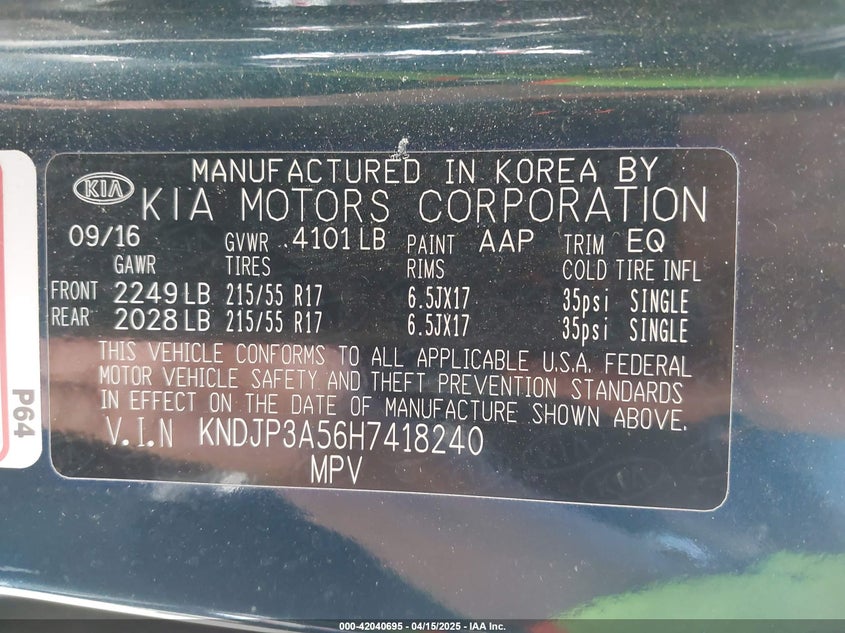 MANUFACTURED IN KOREA BY
KIA KIA MOTORS CORPORATION
09/16 GVWR 4101 LB PAINT AAP TRIM EQ
GAWR TIRES RIMS COLD TIRE INFL
FRONT 2249 LB 215/55 R17 6.5JX17 35psi SINGLE
REAR 2028 LB 215/55 R17 6.5JX17 35psi SINGLE
THIS VEHICLE CONFORMS TO ALL APPLICABLE U.S.A. FEDERAL
MOTOR VEHICLE SAFETY AND THEFT PREVENTION STANDARDS
IN EFFECT ON THE DATE OF MANUFACTURE SHOWN ABOVE.
V.I.N KNDJP3A56H7418240
MPV
P64
000-42040695 - 04/15/2025 - IAA Inc.